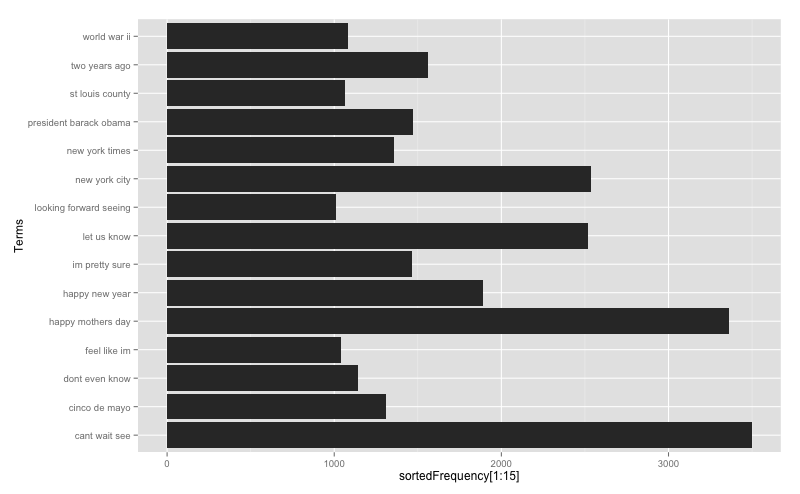 world war ii
two years ago
st louis county
president barack obama
new york times
new york city
looking forward seeing
let us know
im pretty sure
happy new year
happy mothers day
feel like im
dont even know
cinco de mayo
cant wait see
Terms
0 1000 2000 3000
sortedFrequency[1:15]